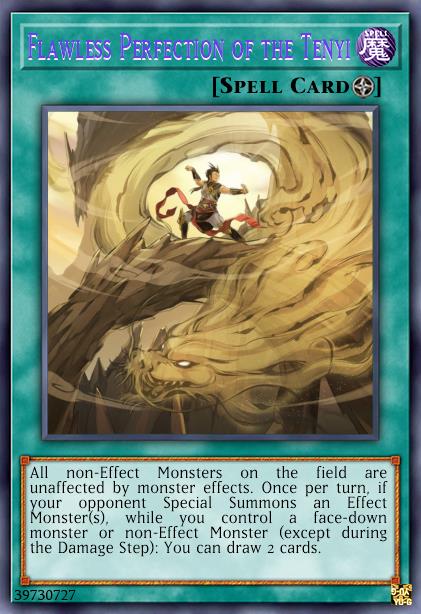 Flawless Perfection of the Tenyi
SPELL
魔
[Spell Card]
All non-Effect Monsters on the field are
unaffected by monster effects. Once per turn, if
your opponent Special Summons an Effect
Monster(s), while you control a face-down
monster or non-Effect Monster (except during
the Damage Step): You can draw 2 cards.
39730727